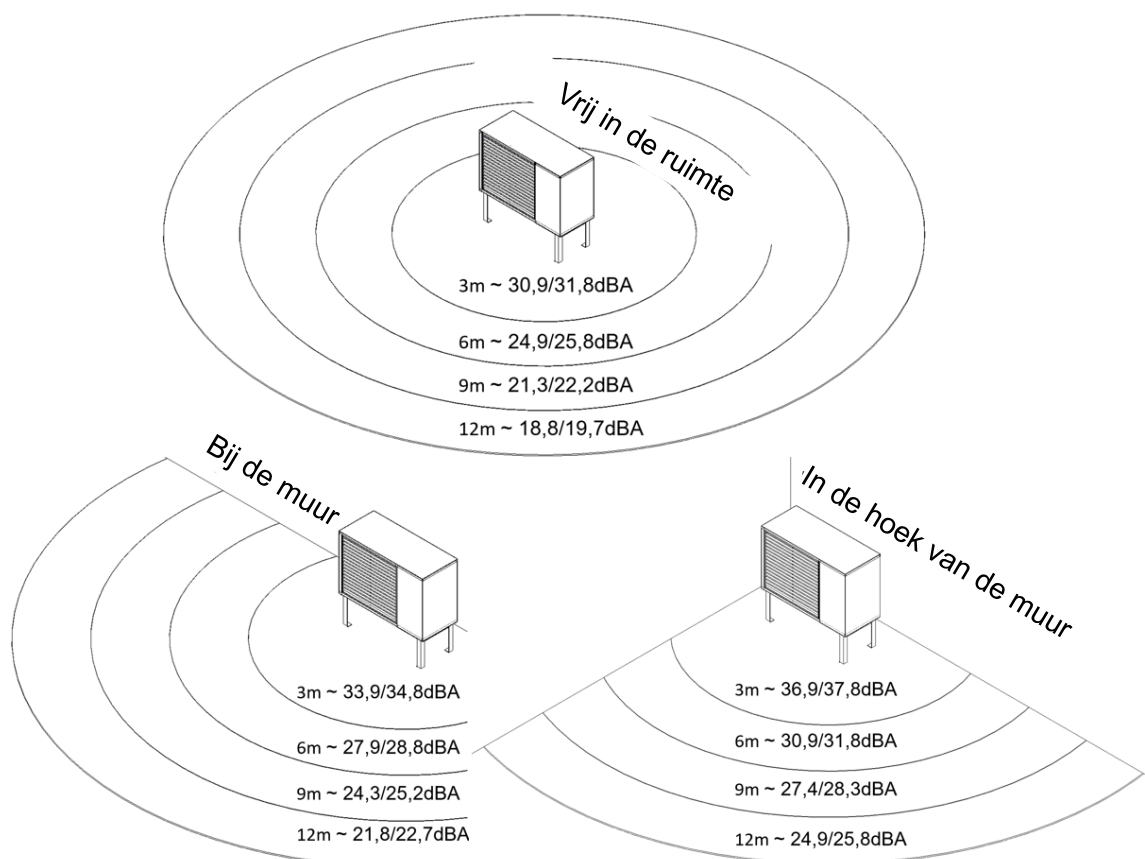 Vrij in de ruimte
3m ~ 30,9/31,8dBA
6m ~ 24,9/25,8dBA
9m ~ 21,3/22,2dBA
12m ~ 18,8/19,7dBA
Bij de muur
3m ~ 33,9/34,8dBA
6m ~ 27,9/28,8dBA
9m ~ 24,3/25,2dBA
12m ~ 21,8/22,7dBA
In de hoek van de muur
3m ~ 36,9/37,8dBA
6m ~ 30,9/31,8dBA
9m ~ 27,4/28,3dBA
12m ~ 24,9/25,8dBA